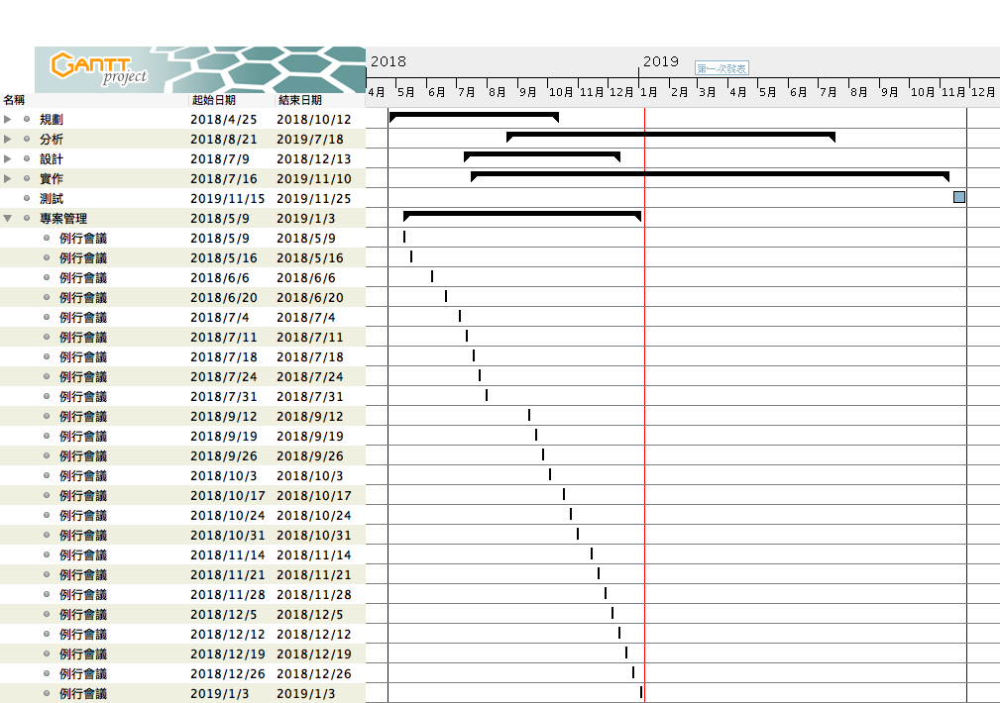 GANTT project
2018 2019
第一次發表
4月 5月 6月 7月 8月 9月 10月 11月 12月 1月 2月 3月 4月 5月 6月 7月 8月 9月 10月 11月 12月
名稱 起始日期 結束日期
規劃 2018/4/25 2018/10/12
分析 2018/8/21 2019/7/18
設計 2018/7/9 2018/12/13
實作 2018/7/16 2019/11/10
測試 2019/11/15 2019/11/25
專案管理 2018/5/9 2019/1/3
例行會議 2018/5/9 2018/5/9
例行會議 2018/5/16 2018/5/16
例行會議 2018/6/6 2018/6/6
例行會議 2018/6/20 2018/6/20
例行會議 2018/7/4 2018/7/4
例行會議 2018/7/11 2018/7/11
例行會議 2018/7/18 2018/7/18
例行會議 2018/7/24 2018/7/24
例行會議 2018/7/31 2018/7/31
例行會議 2018/9/12 2018/9/12
例行會議 2018/9/19 2018/9/19
例行會議 2018/9/26 2018/9/26
例行會議 2018/10/3 2018/10/3
例行會議 2018/10/17 2018/10/17
例行會議 2018/10/24 2018/10/24
例行會議 2018/10/31 2018/10/31
例行會議 2018/11/14 2018/11/14
例行會議 2018/11/21 2018/11/21
例行會議 2018/11/28 2018/11/28
例行會議 2018/12/5 2018/12/5
例行會議 2018/12/12 2018/12/12
例行會議 2018/12/19 2018/12/19
例行會議 2018/12/26 2018/12/26
例行會議 2019/1/3 2019/1/3